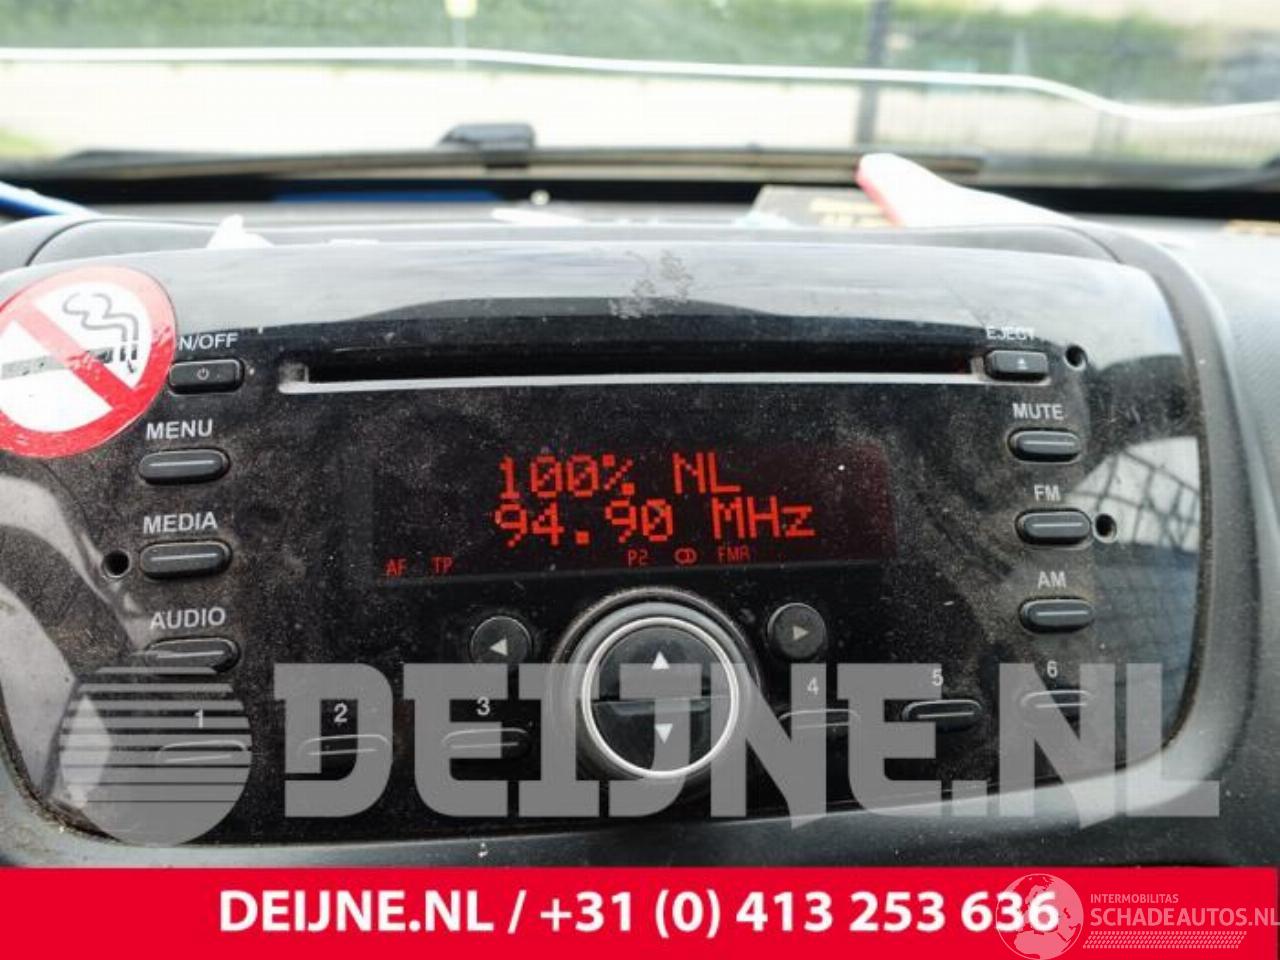 N/OFF
EJECT
MENU
MUTE
100% NL
94.90 MHz
FM
MEDIA
AF TP P2 FMR
AM
AUDIO
1 2 3 4 5 6
DEIJNE.NL
DEIJNE.NL / +31 (0) 413 253 636
INTERMOBILITAS
SCHADEAUTOS.NL